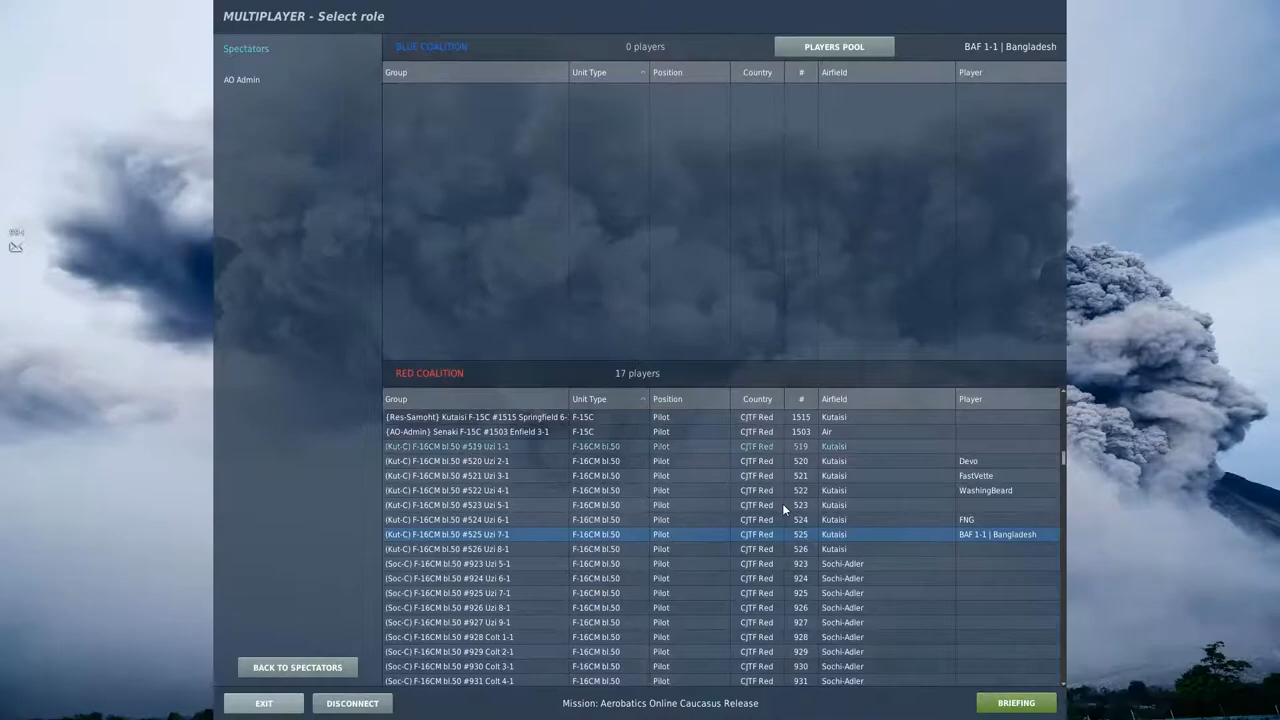 MULTIPLAYER - Select role
Spectators
AO Admin
BLUE COALITION 0 players PLAYERS POOL BAF 1-1 | Bangladesh
Group Unit Type Position Country # Airfield Player
RED COALITION 17 players
Group Unit Type Position Country # Airfield Player
{Res-Samoht} Kutaisi F-15C #1515 Springfield 6- F-15C Pilot CJTF Red 1515 Kutaisi
{AO-Admin} Senaki F-15C #1503 Enfield 3-1 F-15C Pilot CJTF Red 1503 Air
(Kut-C) F-16CM bl.50 #519 Uzi 1-1 F-16CM bl.50 Pilot CJTF Red 519 Kutaisi
(Kut-C) F-16CM bl.50 #520 Uzi 2-1 F-16CM bl.50 Pilot CJTF Red 520 Kutaisi Devo
(Kut-C) F-16CM bl.50 #521 Uzi 3-1 F-16CM bl.50 Pilot CJTF Red 521 Kutaisi FastVette
(Kut-C) F-16CM bl.50 #522 Uzi 4-1 F-16CM bl.50 Pilot CJTF Red 522 Kutaisi WashingBeard
(Kut-C) F-16CM bl.50 #523 Uzi 5-1 F-16CM bl.50 Pilot CJTF Red 523 Kutaisi
(Kut-C) F-16CM bl.50 #524 Uzi 6-1 F-16CM bl.50 Pilot CJTF Red 524 Kutaisi FNG
(Kut-C) F-16CM bl.50 #525 Uzi 7-1 F-16CM bl.50 Pilot CJTF Red 525 Kutaisi BAF 1-1 | Bangladesh
(Kut-C) F-16CM bl.50 #526 Uzi 8-1 F-16CM bl.50 Pilot CJTF Red 526 Kutaisi
(Soc-C) F-16CM bl.50 #923 Uzi 5-1 F-16CM bl.50 Pilot CJTF Red 923 Sochi-Adler
(Soc-C) F-16CM bl.50 #924 Uzi 6-1 F-16CM bl.50 Pilot CJTF Red 924 Sochi-Adler
(Soc-C) F-16CM bl.50 #925 Uzi 7-1 F-16CM bl.50 Pilot CJTF Red 925 Sochi-Adler
(Soc-C) F-16CM bl.50 #926 Uzi 8-1 F-16CM bl.50 Pilot CJTF Red 926 Sochi-Adler
(Soc-C) F-16CM bl.50 #927 Uzi 9-1 F-16CM bl.50 Pilot CJTF Red 927 Sochi-Adler
(Soc-C) F-16CM bl.50 #928 Colt 1-1 F-16CM bl.50 Pilot CJTF Red 928 Sochi-Adler
(Soc-C) F-16CM bl.50 #929 Colt 2-1 F-16CM bl.50 Pilot CJTF Red 929 Sochi-Adler
(Soc-C) F-16CM bl.50 #930 Colt 3-1 F-16CM bl.50 Pilot CJTF Red 930 Sochi-Adler
(Soc-C) F-16CM bl.50 #931 Colt 4-1 F-16CM bl.50 Pilot CJTF Red 931 Sochi-Adler
BACK TO SPECTATORS
EXIT DISCONNECT Mission: Aerobatics Online Caucasus Release BRIEFING